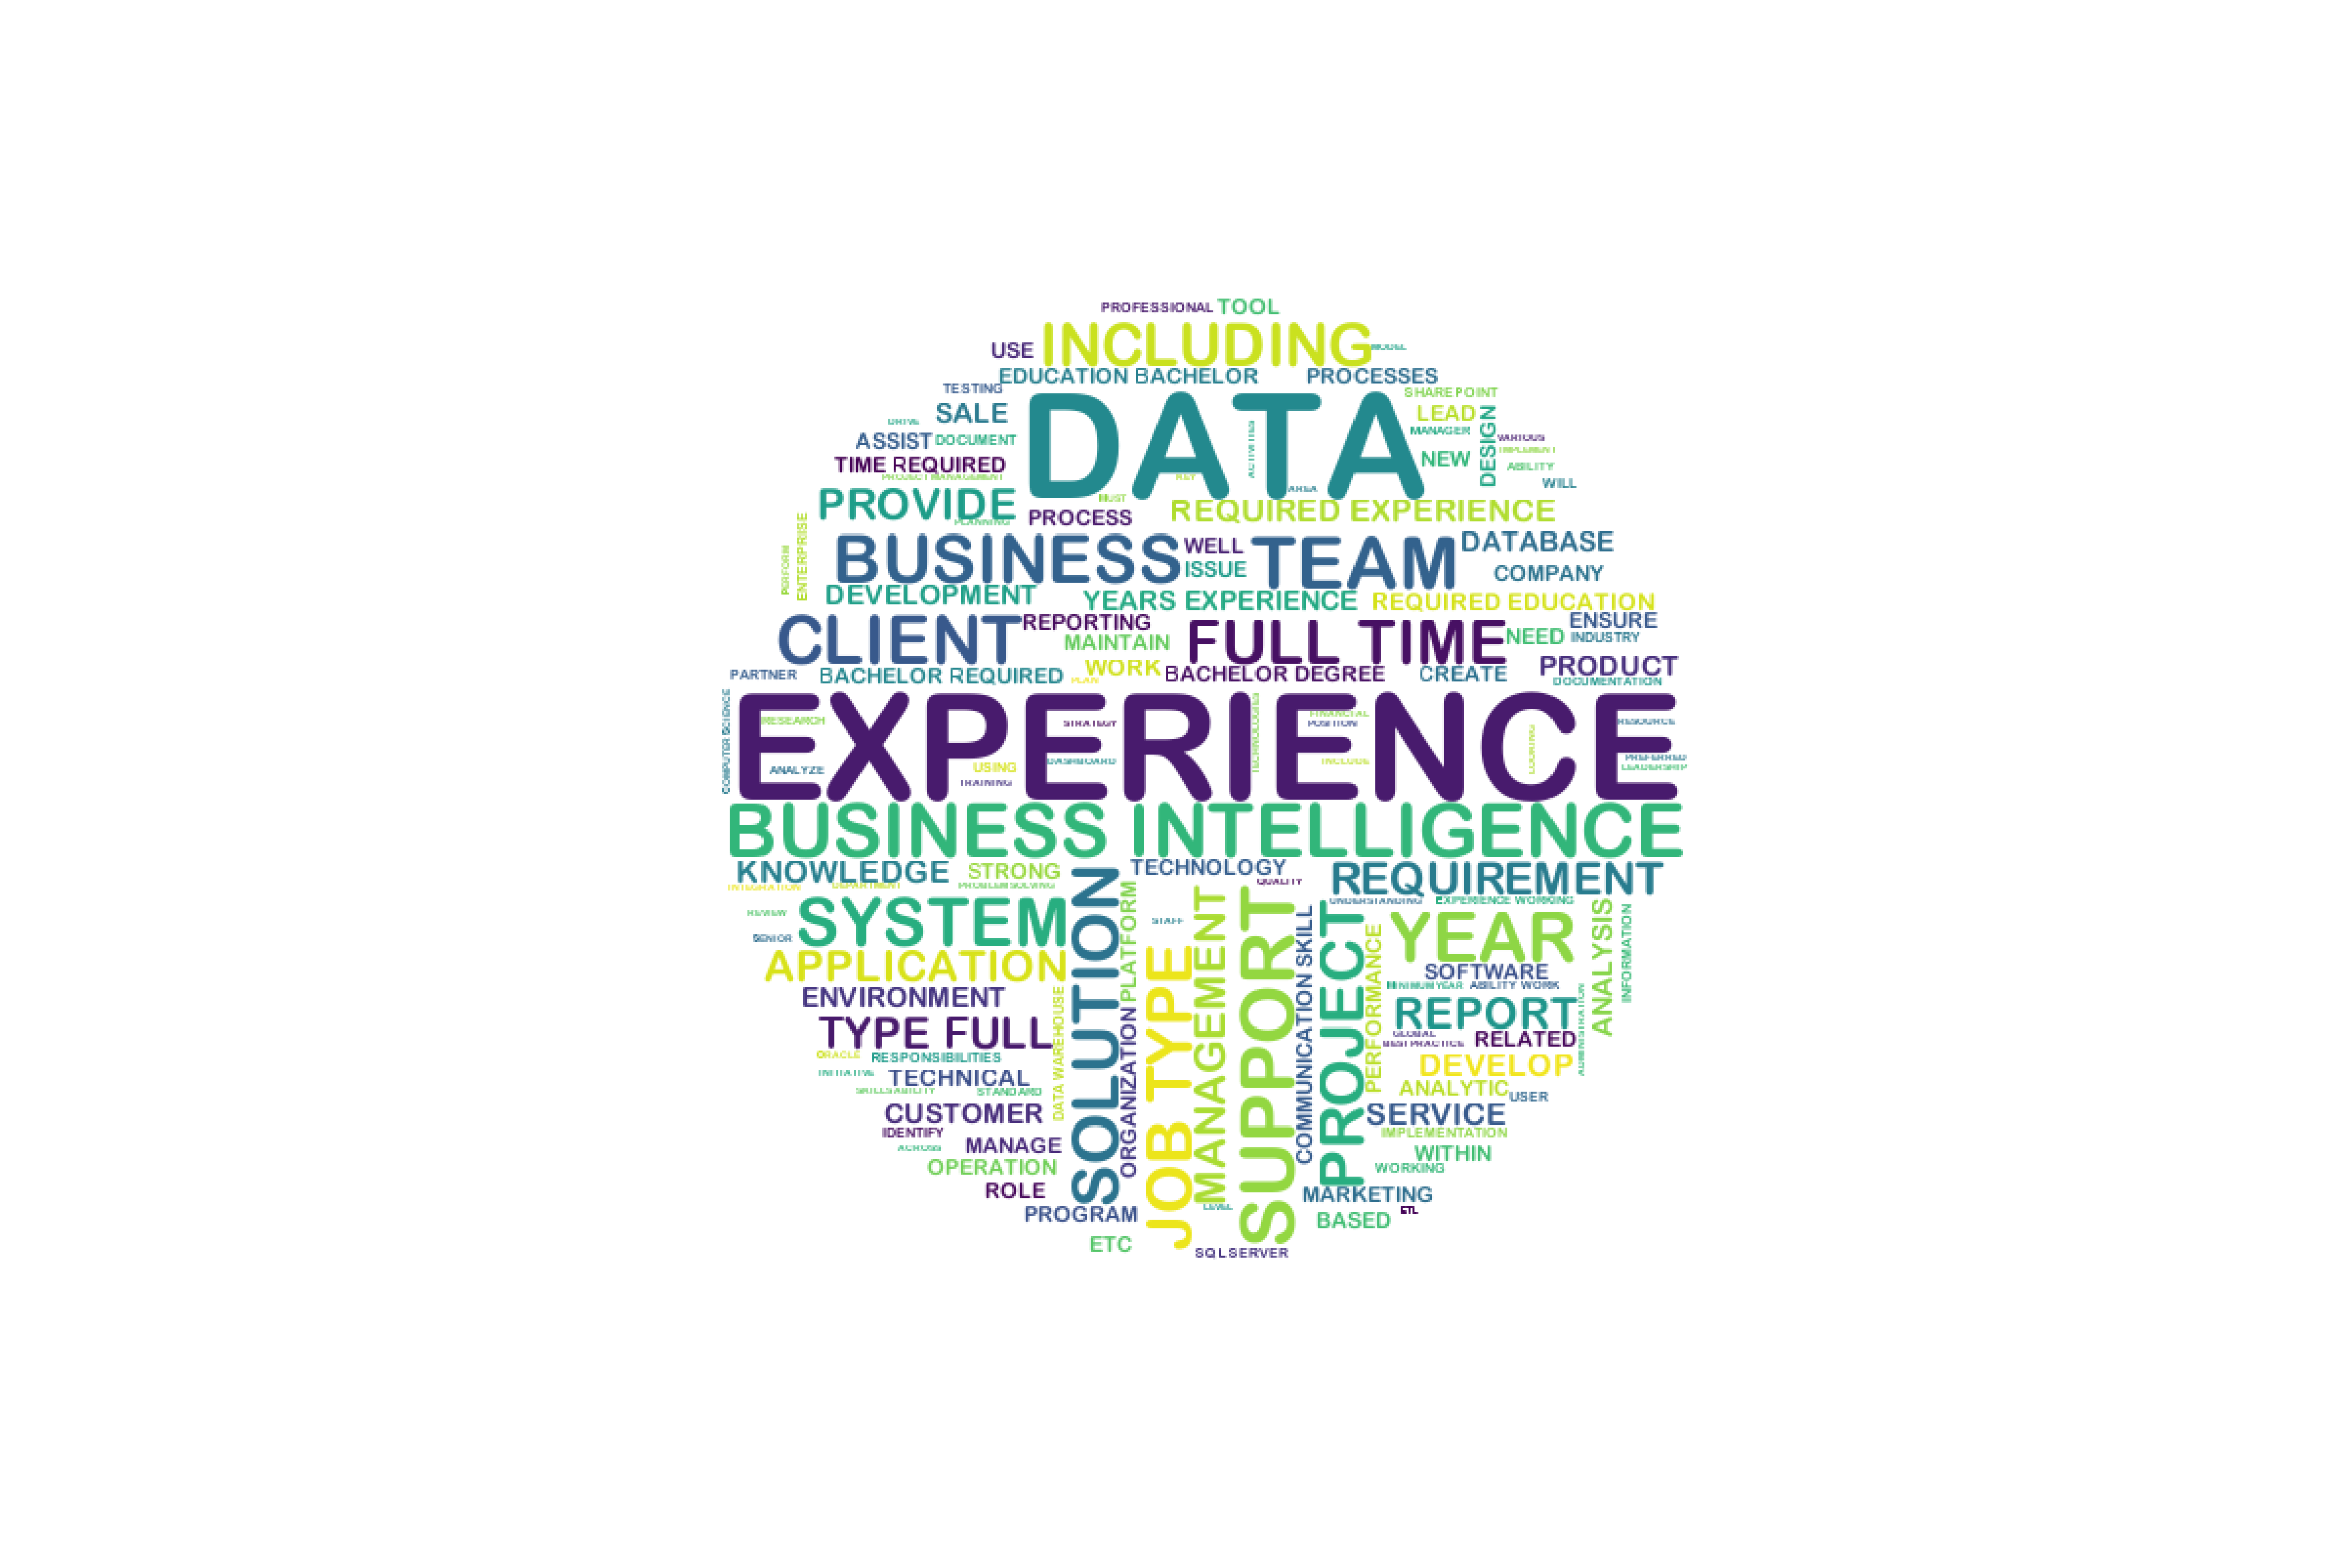 PROFESSIONAL TOOL
USE INCLUDING MODEL
EDUCATION BACHELOR PROCESSES
TESTING SHAREPOINT
SALE DATA LEAD DESIGN
DRIVE MANAGER VARIOUS
ASSIST DOCUMENT ACTIVITIES IMPLEMENT
TIME REQUIRED NEW ABILITY
PROJECT MANAGEMENT KEY WILL
PROVIDE MUST AREA
PLANNING PROCESS REQUIRED EXPERIENCE
PERFORM ENTERPRISE
BUSINESS WELL TEAM DATABASE
ISSUE COMPANY
DEVELOPMENT YEARS EXPERIENCE REQUIRED EDUCATION
CLIENT REPORTING FULL TIME ENSURE
MAINTAIN NEED INDUSTRY
PARTNER BACHELOR REQUIRED WORK BACHELOR DEGREE CREATE PRODUCT
PLAN DOCUMENTATION
COMPUTER SCIENCE
EXPERIENCE
RESEARCH STRATEGY TECHNOLOGIES FINANCIAL RESOURCE
POSITION LOOKING
ANALYZE USING DASHBOARD INCLUDE PREFERRED
TRAINING LEADERSHIP
BUSINESS INTELLIGENCE
KNOWLEDGE STRONG TECHNOLOGY REQUIREMENT
INTEGRATION DEPARTMENT PROBLEM SOLVING QUALITY
UNDERSTANDING EXPERIENCE WORKING
REVIEW SYSTEM SOLUTION PLATFORM STAFF MANAGEMENT SUPPORT COMMUNICATION SKILL PROJECT YEAR ANALYSIS INFORMATION
SENIOR
APPLICATION JOB TYPE PERFORMANCE SOFTWARE
MINIMUM YEAR ABILITY WORK
ENVIRONMENT DATA WAREHOUSE ORGANIZATION REPORT ADMINISTRATION
TYPE FULL GLOBAL RELATED
BEST PRACTICE
ORACLE RESPONSIBILITIES DEVELOP
INITIATIVE TECHNICAL
SKILLS ABILITY STANDARD ANALYTIC
USER
CUSTOMER SERVICE
IDENTIFY IMPLEMENTATION
ACROSS MANAGE WITHIN
OPERATION WORKING
ROLE MARKETING
PROGRAM LEVEL BASED ETL
ETC SQL SERVER